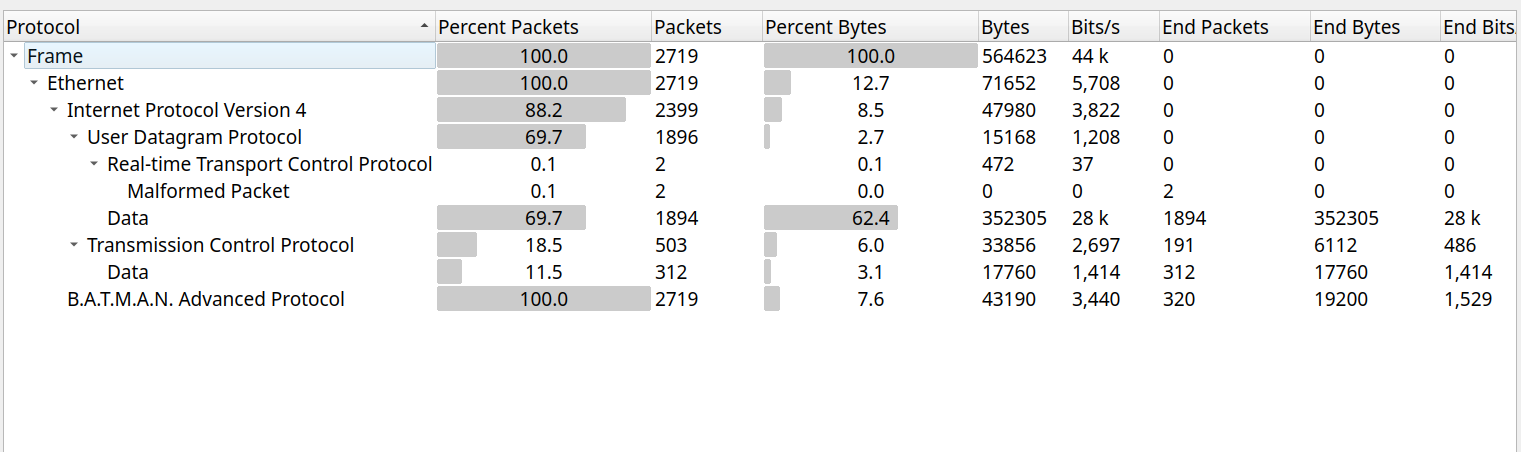 Protocol Percent Packets Packets Percent Bytes Bytes Bits/s End Packets End Bytes End Bits
Frame 100.0 2719 100.0 564623 44 k 0 0 0
Ethernet 100.0 2719 12.7 71652 5,708 0 0 0
Internet Protocol Version 4 88.2 2399 8.5 47980 3,822 0 0 0
User Datagram Protocol 69.7 1896 2.7 15168 1,208 0 0 0
Real-time Transport Control Protocol 0.1 2 0.1 472 37 0 0 0
Malformed Packet 0.1 2 0.0 0 0 2 0 0
Data 69.7 1894 62.4 352305 28 k 1894 352305 28 k
Transmission Control Protocol 18.5 503 6.0 33856 2,697 191 6112 486
Data 11.5 312 3.1 17760 1,414 312 17760 1,414
B.A.T.M.A.N. Advanced Protocol 100.0 2719 7.6 43190 3,440 320 19200 1,529